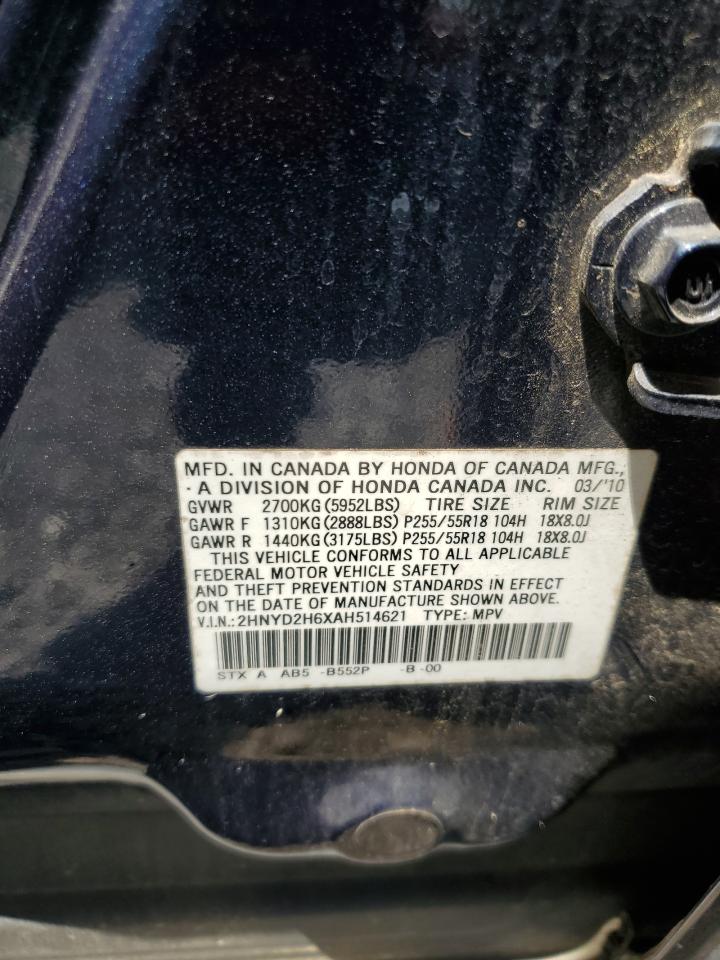 MFD. IN CANADA BY HONDA OF CANADA MFG.,
A DIVISION OF HONDA CANADA INC. 03/'10
GVWR 2700KG(5952LBS) TIRE SIZE RIM SIZE
GAWR F 1310KG(2888LBS) P255/55R18 104H 18X8.0J
GAWR R 1440KG(3175LBS) P255/55R18 104H 18X8.0J
THIS VEHICLE CONFORMS TO ALL APPLICABLE
FEDERAL MOTOR VEHICLE SAFETY
AND THEFT PREVENTION STANDARDS IN EFFECT
ON THE DATE OF MANUFACTURE SHOWN ABOVE.
V.I.N.:2HNYD2H6XAH514621 TYPE: MPV
STX A AB5 -B552P -B -00